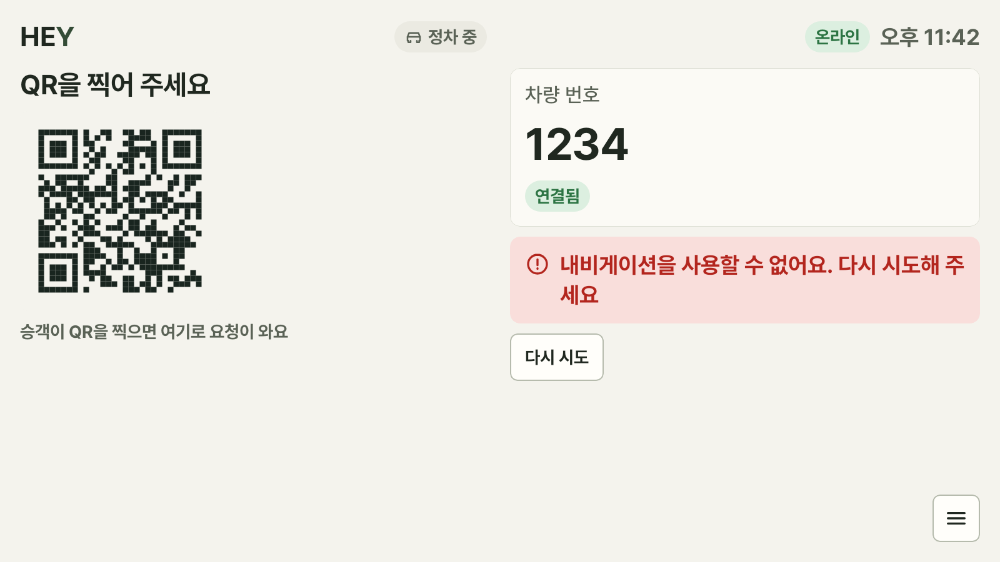 HEY
정차 중
온라인
오후 11:42
QR을 찍어 주세요
승객이 QR을 찍으면 여기로 요청이 와요
차량 번호
1234
연결됨
내비게이션을 사용할 수 없어요. 다시 시도해 주
세요
다시 시도